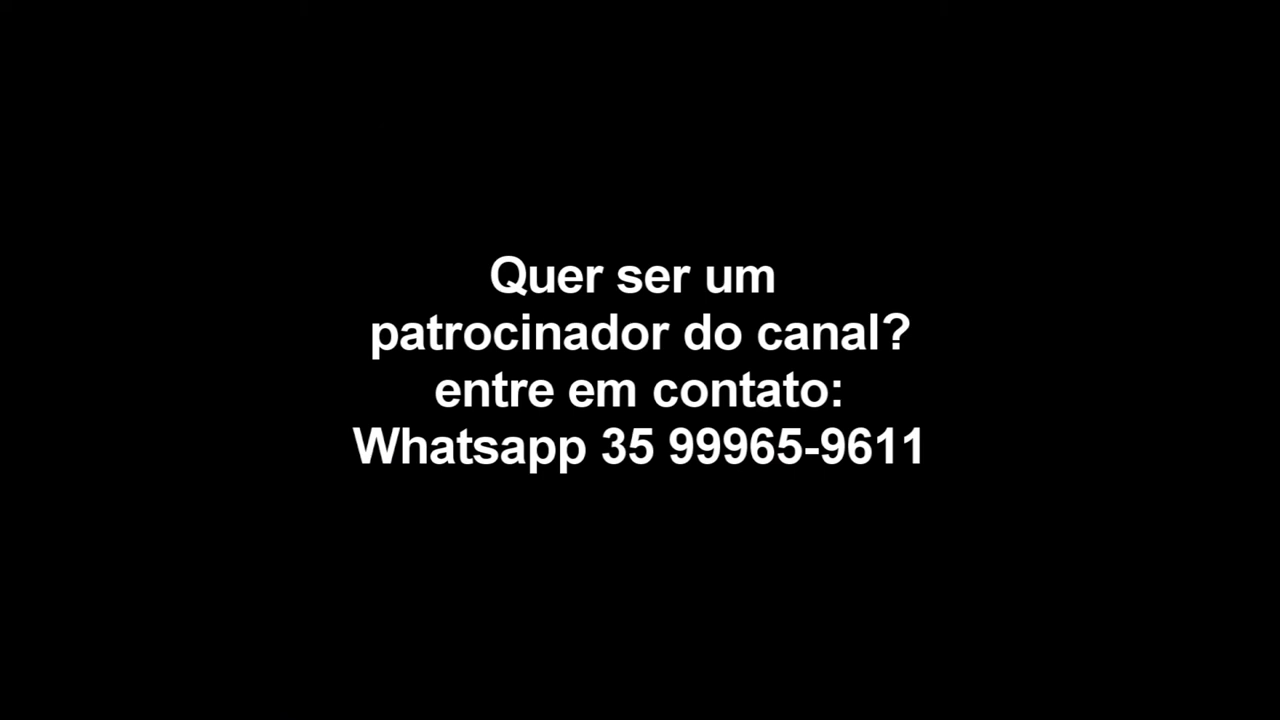 Quer ser um
patrocinador do canal?
entre em contato:
Whatsapp 35 99965-9611